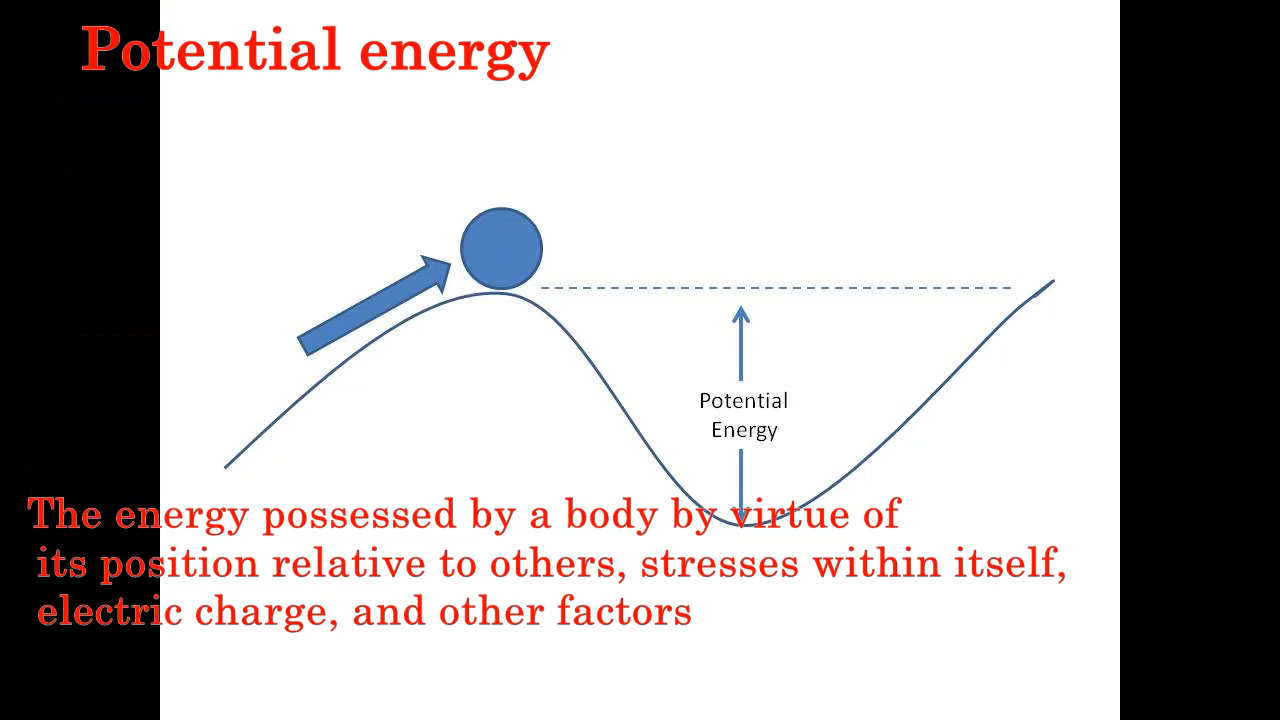 Potential energy
Potential
Energy
The energy possessed by a body by virtue of
its position relative to others, stresses within itself,
electric charge, and other factors